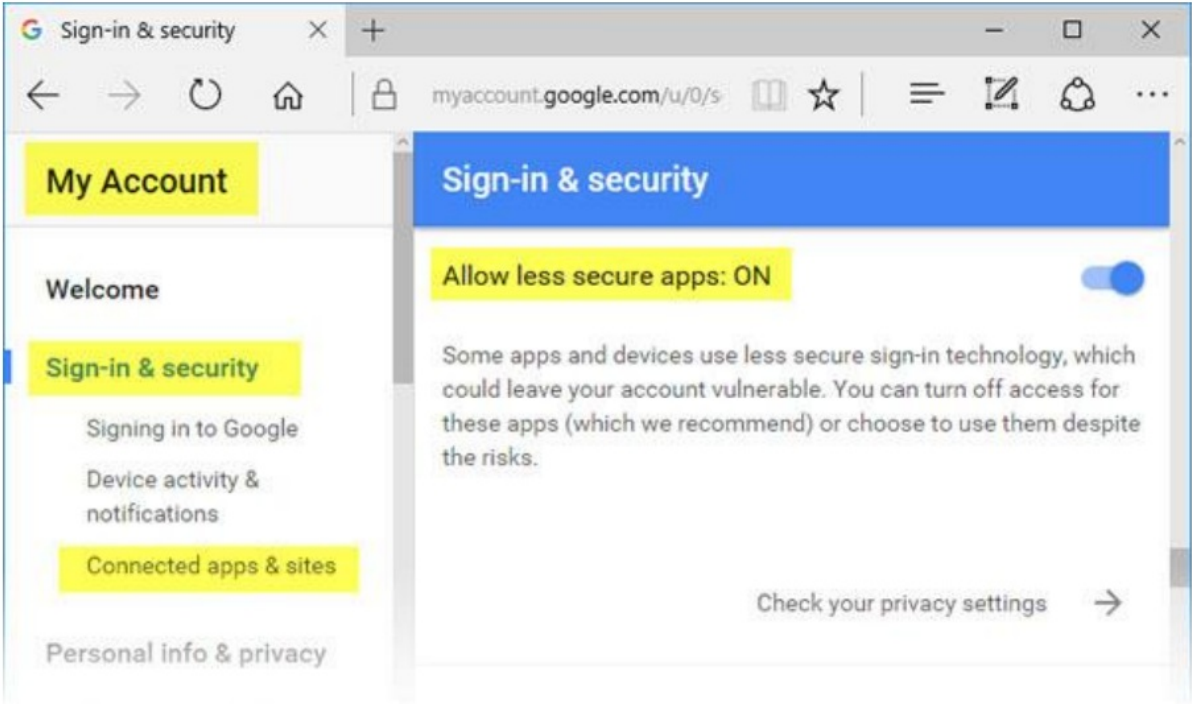 Sign-in & security
myaccount.google.com/u/0/s
My Account
Welcome
Sign-in & security
Signing in to Google
Device activity &
notifications
Connected apps & sites
Personal info & privacy
Sign-in & security
Allow less secure apps: ON
Some apps and devices use less secure sign-in technology, which
could leave your account vulnerable. You can turn off access for
these apps (which we recommend) or choose to use them despite
the risks.
Check your privacy settings